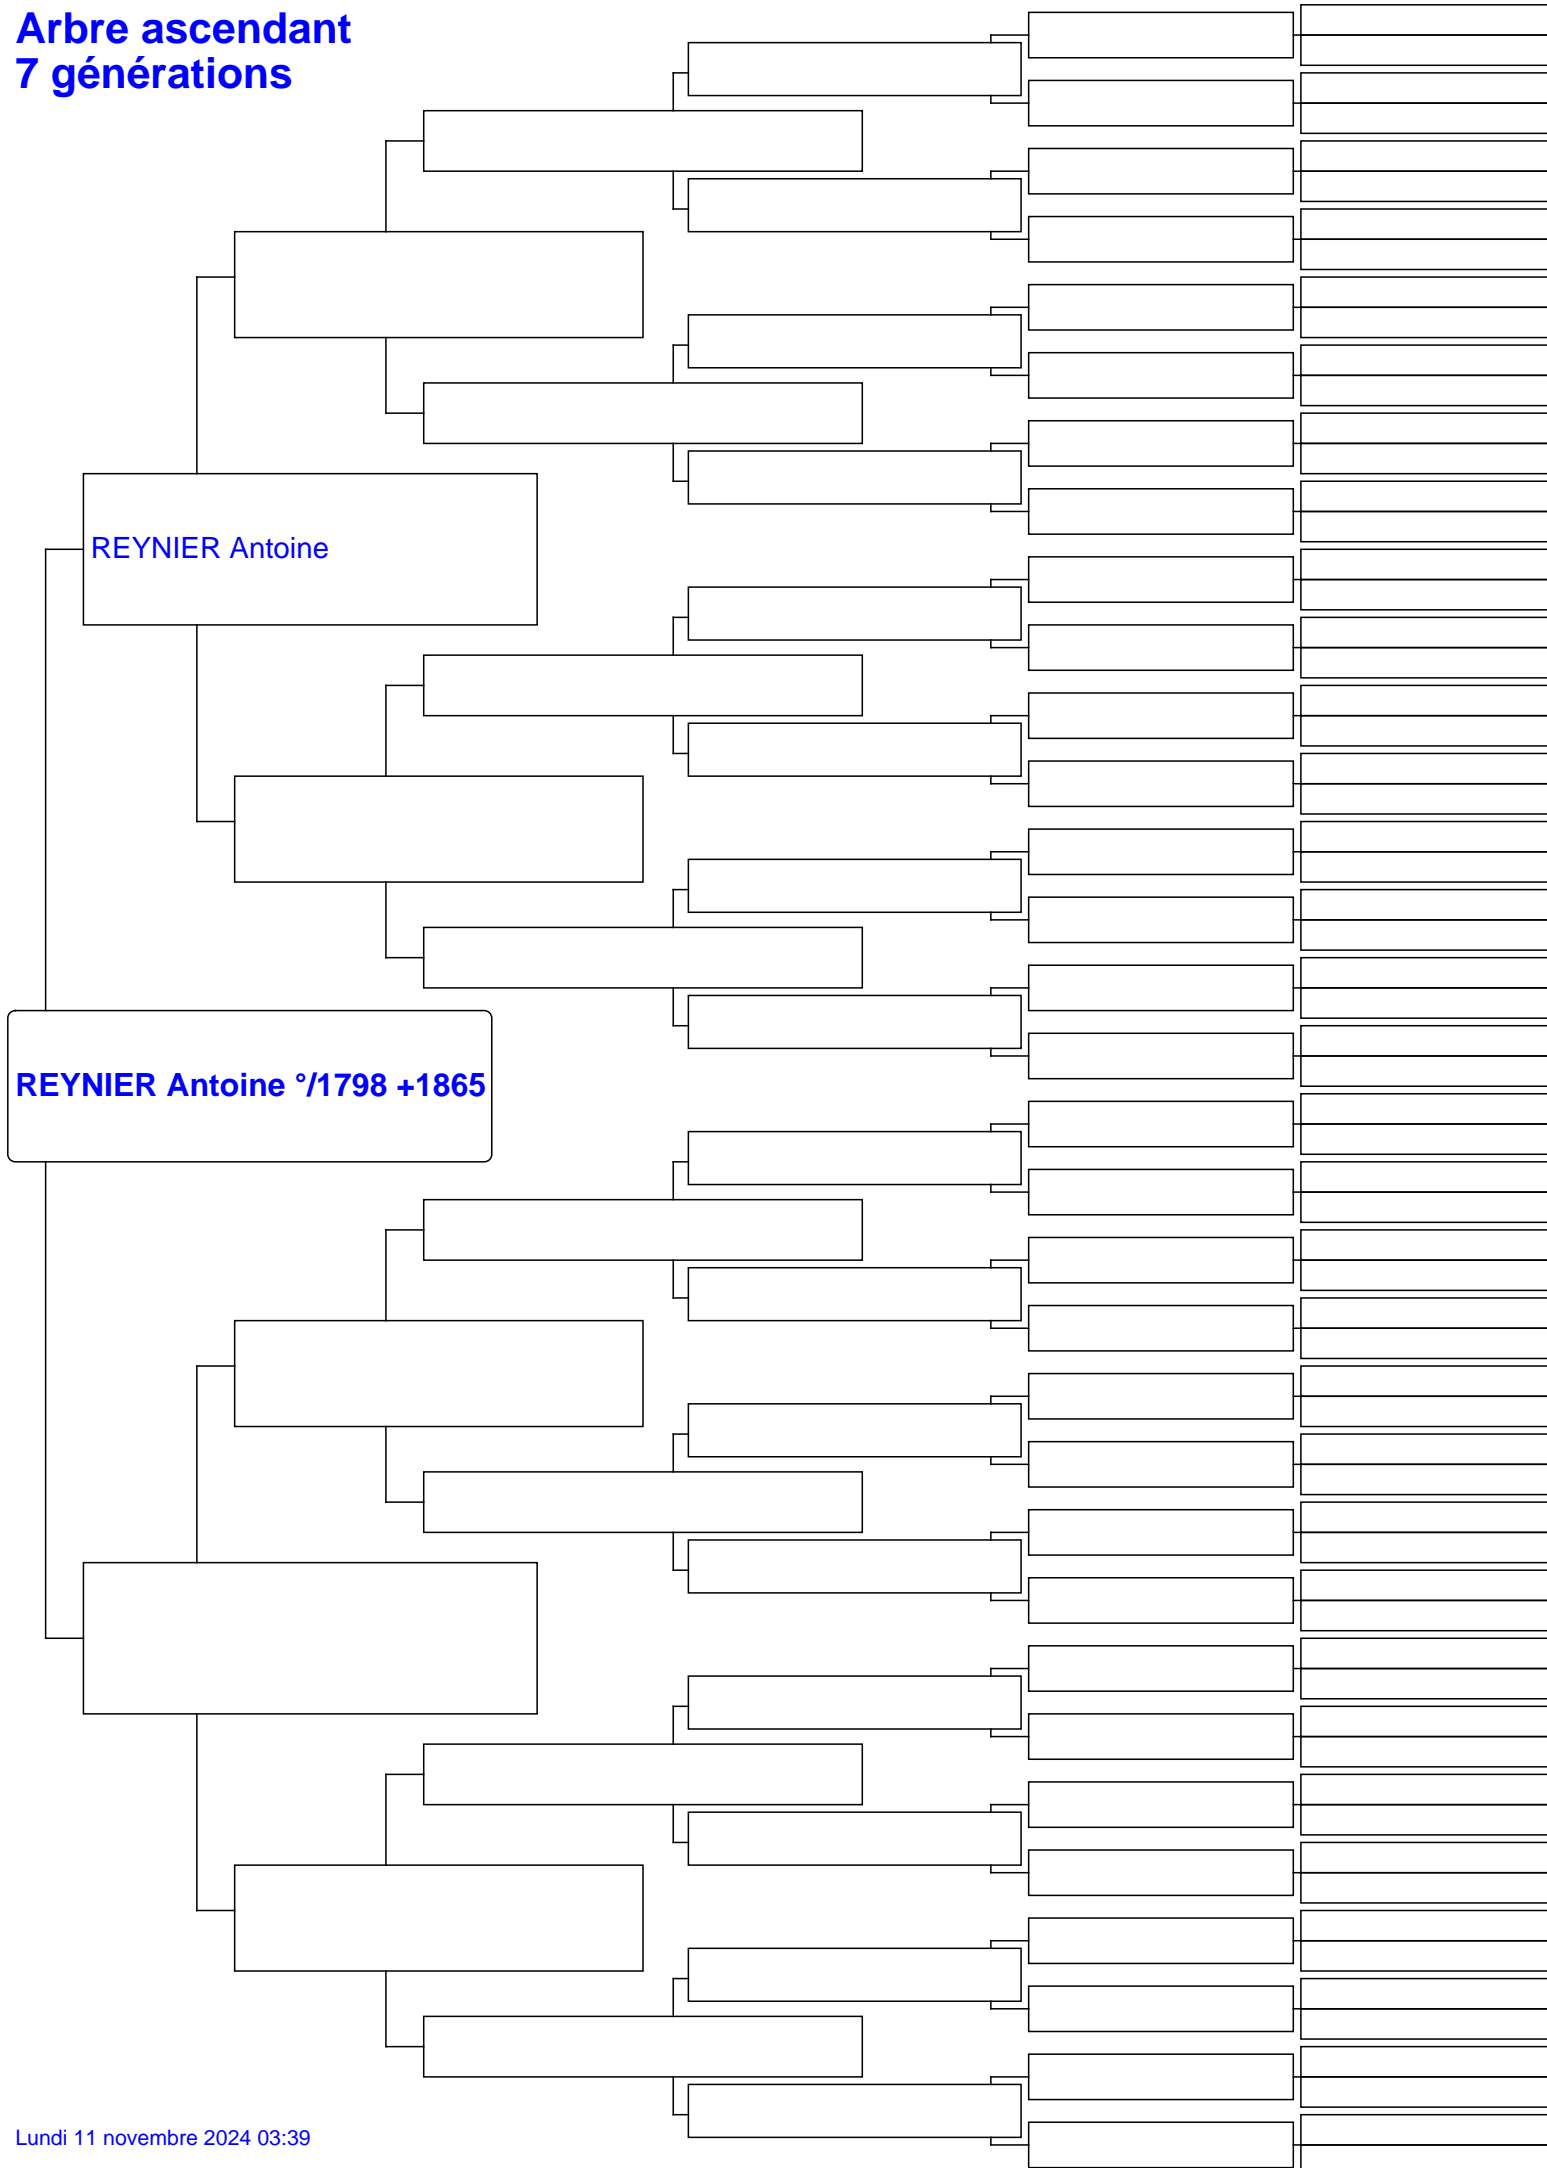 Arbre ascendant
7 générations
REYNIER Antoine
REYNIER Antoine °/1798 +1865
Lundi 11 novembre 2024 03:39